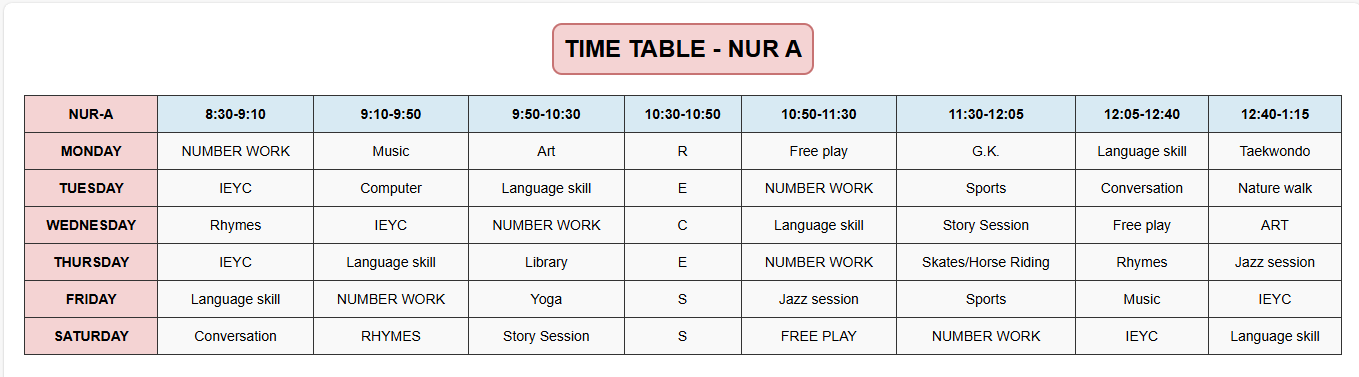 TIME TABLE - NUR A
NUR-A 8:30-9:10 9:10-9:50 9:50-10:30 10:30-10:50 10:50-11:30 11:30-12:05 12:05-12:40 12:40-1:15
MONDAY NUMBER WORK Music Art R Free play G.K. Language skill Taekwondo
TUESDAY IEYC Computer Language skill E NUMBER WORK Sports Conversation Nature walk
WEDNESDAY Rhymes IEYC NUMBER WORK C Language skill Story Session Free play ART
THURSDAY IEYC Language skill Library E NUMBER WORK Skates/Horse Riding Rhymes Jazz session
FRIDAY Language skill NUMBER WORK Yoga S Jazz session Sports Music IEYC
SATURDAY Conversation RHYMES Story Session S FREE PLAY NUMBER WORK IEYC Language skill